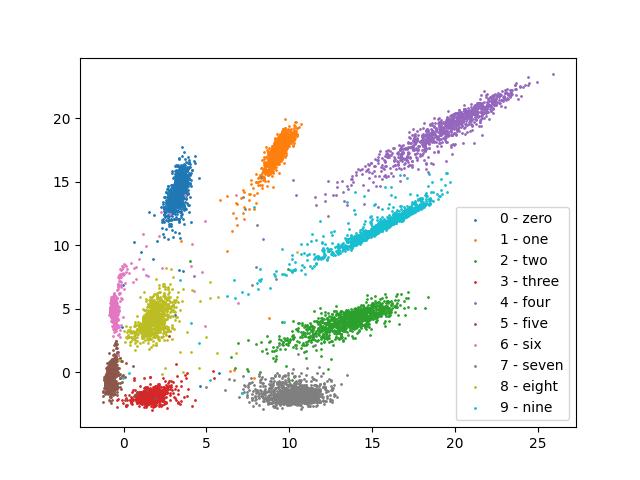 20
15
10
5
0
0 5 10 15 20 25
0 - zero
1 - one
2 - two
3 - three
4 - four
5 - five
6 - six
7 - seven
8 - eight
9 - nine